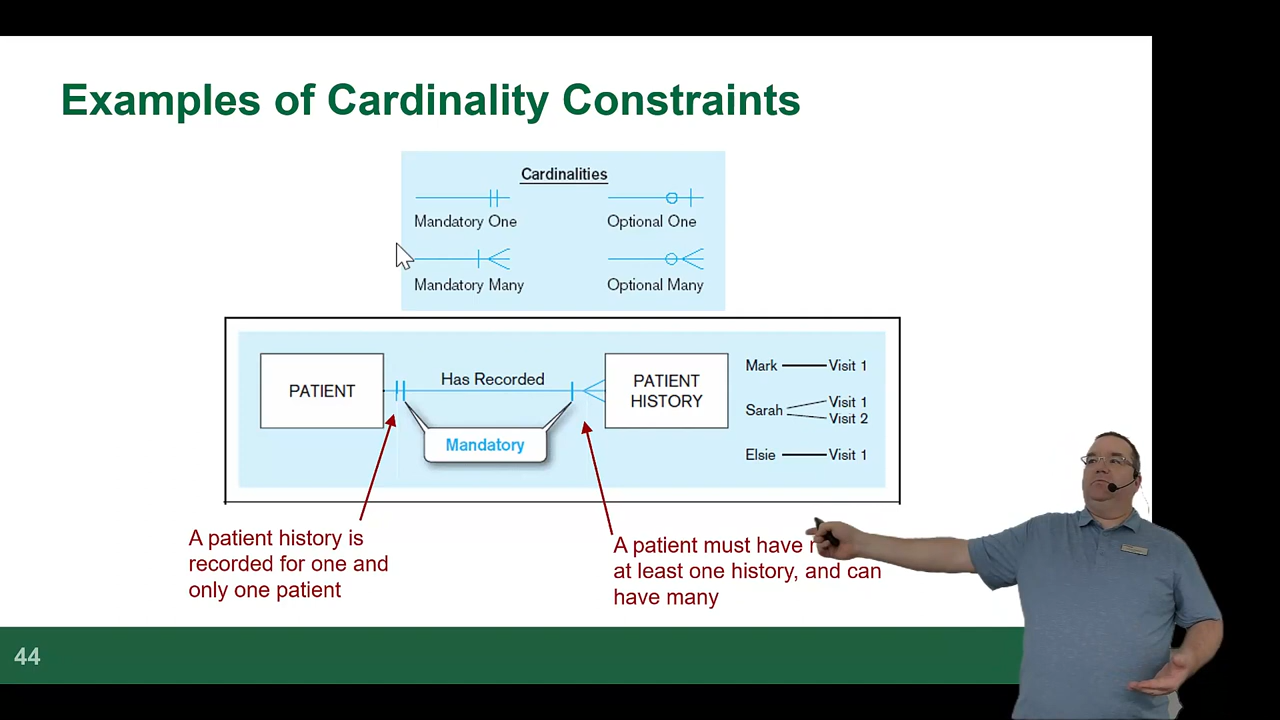 Examples of Cardinality Constraints
Cardinalities
Mandatory One
Optional One
Mandatory Many
Optional Many
PATIENT
Has Recorded
PATIENT
HISTORY
Mandatory
Mark
Visit 1
Sarah
Visit 1
Visit 2
Elsie
Visit 1
A patient history is
recorded for one and
only one patient
A patient must have
at least one history, and can
have many
44